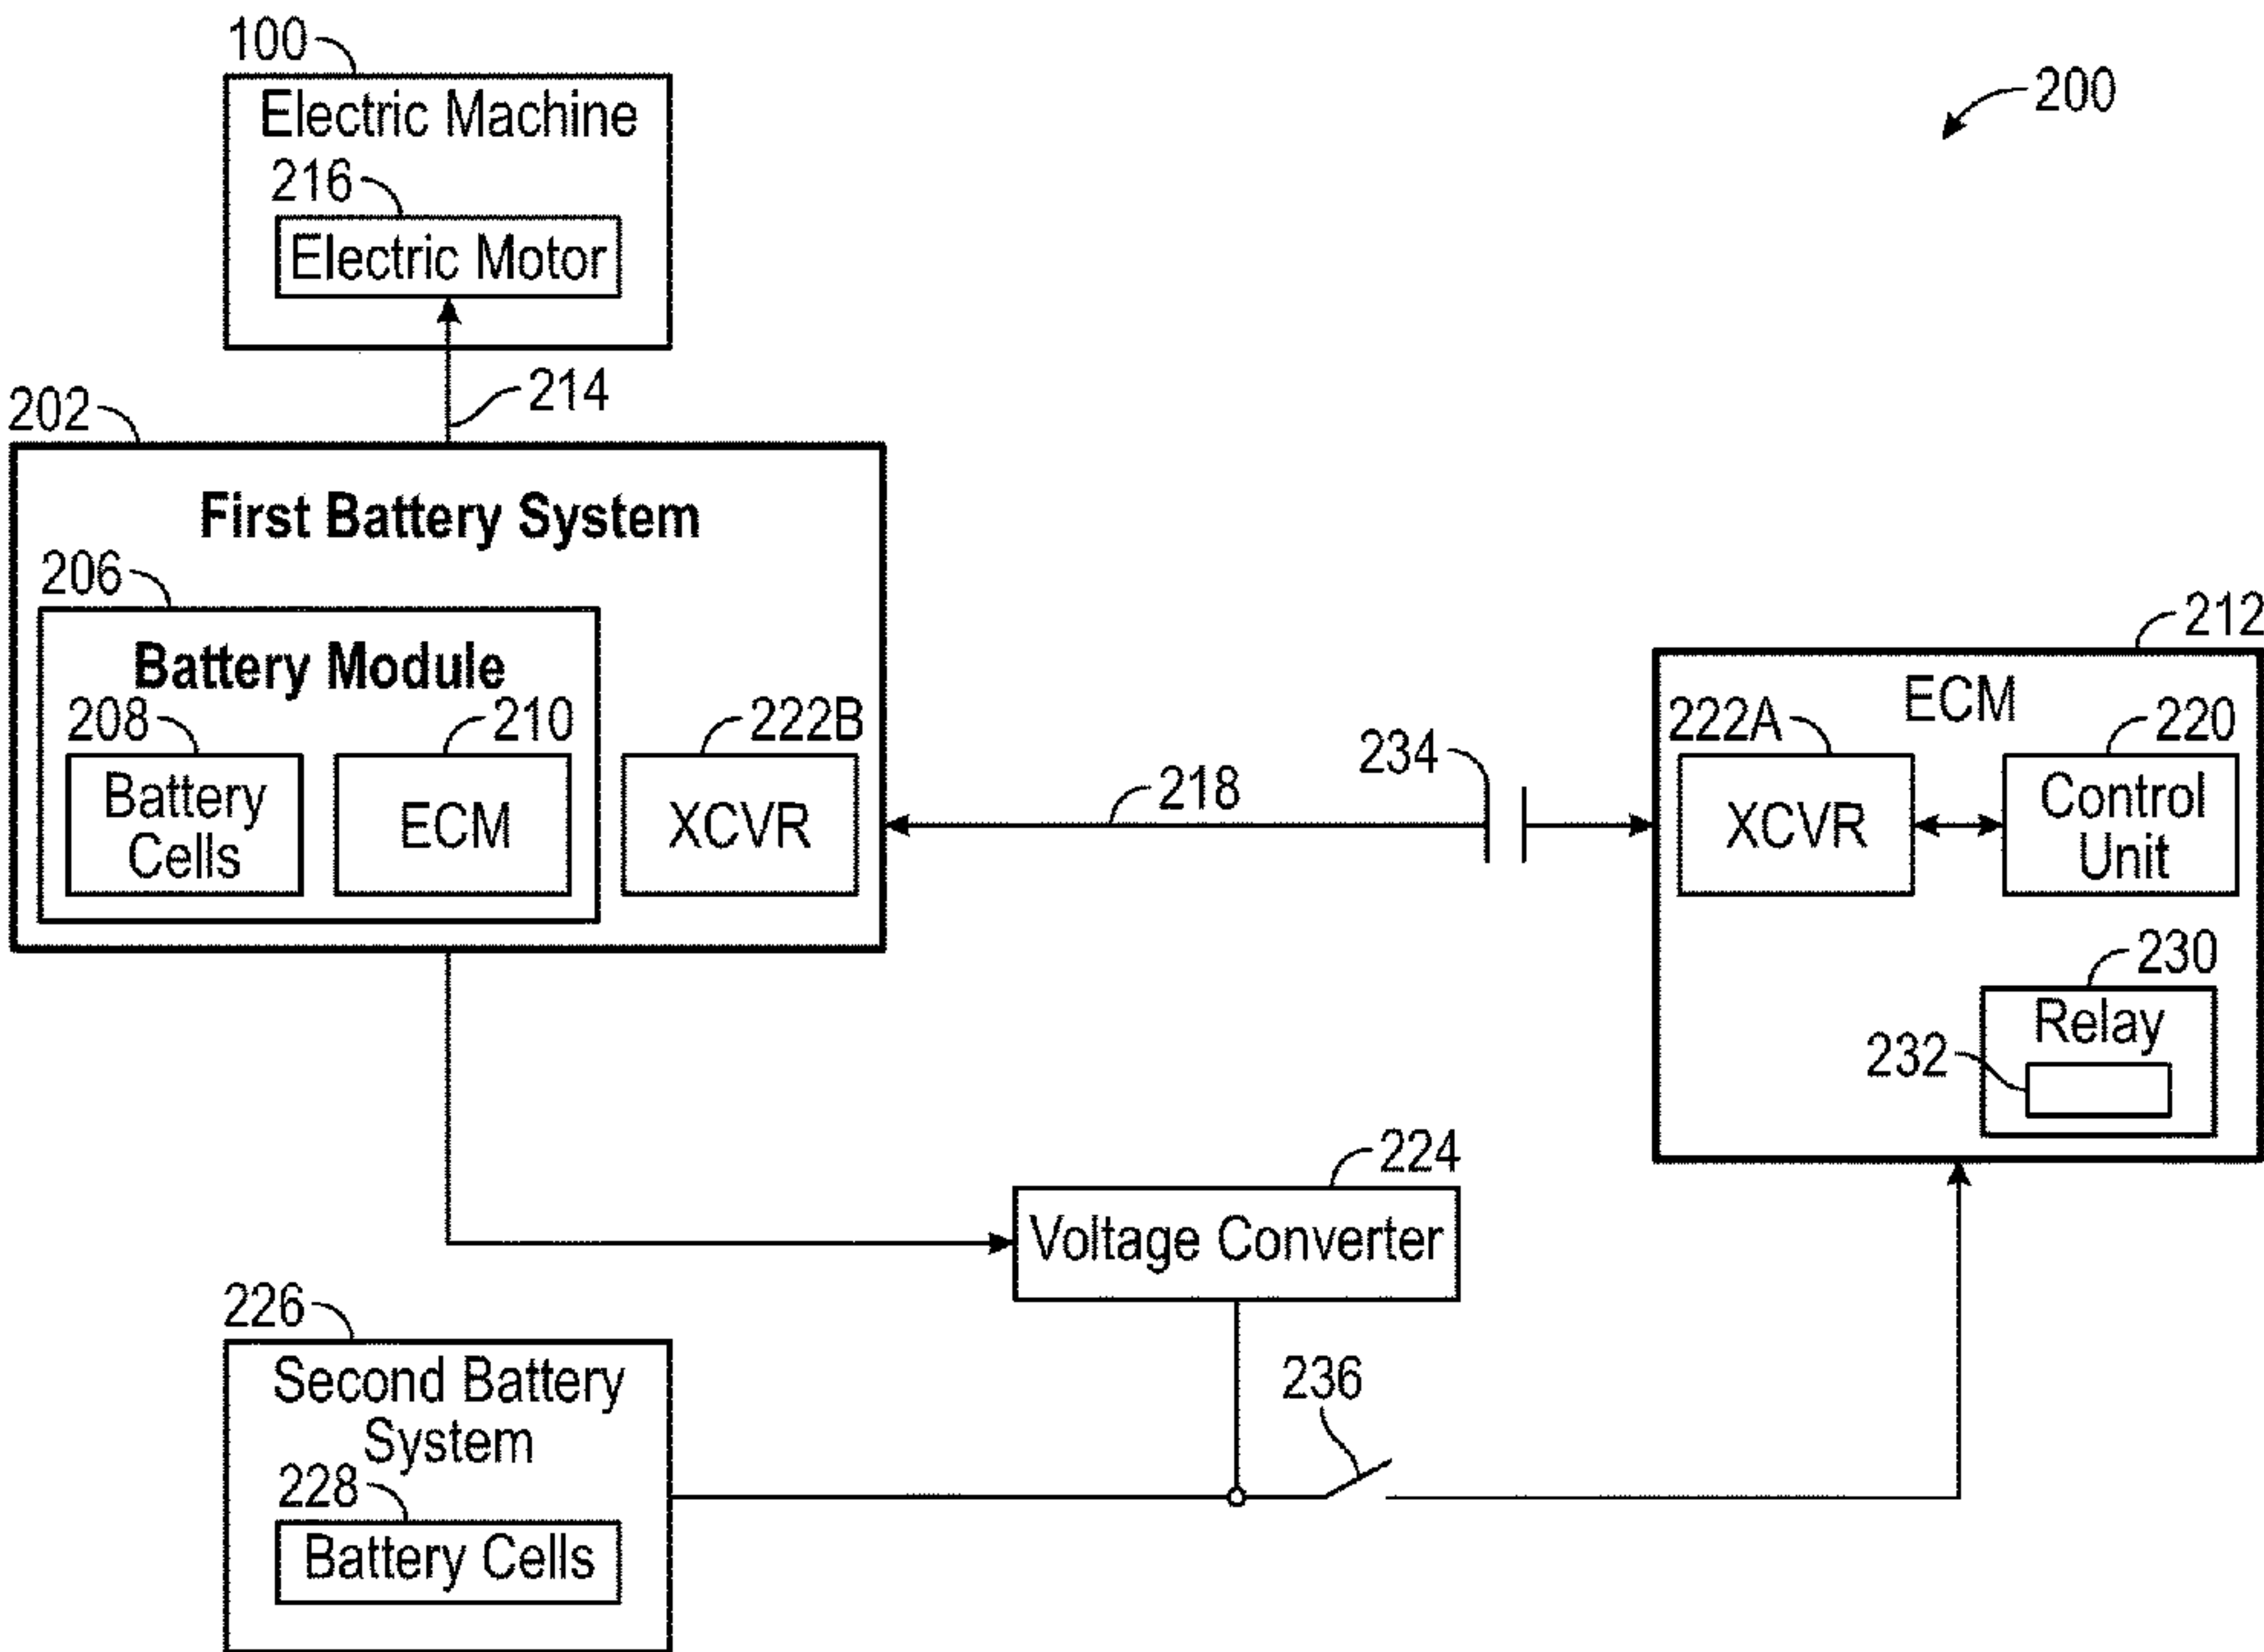 100
Electric Machine
216
Electric Motor
200
214
202
First Battery System
206
Battery Module
208
210
222B
Battery
Cells
ECM
XCVR
218
234
212
ECM
222A
220
XCVR
Control
Unit
230
Relay
232
224
Voltage Converter
226
Second Battery
System
228
Battery Cells
236